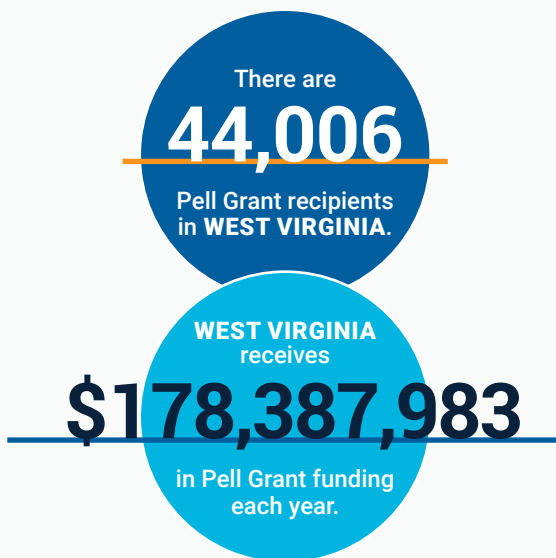 There are
44,006
Pell Grant recipients
in WEST VIRGINIA.
WEST VIRGINIA
receives
$178,387,983
in Pell Grant funding
each year.